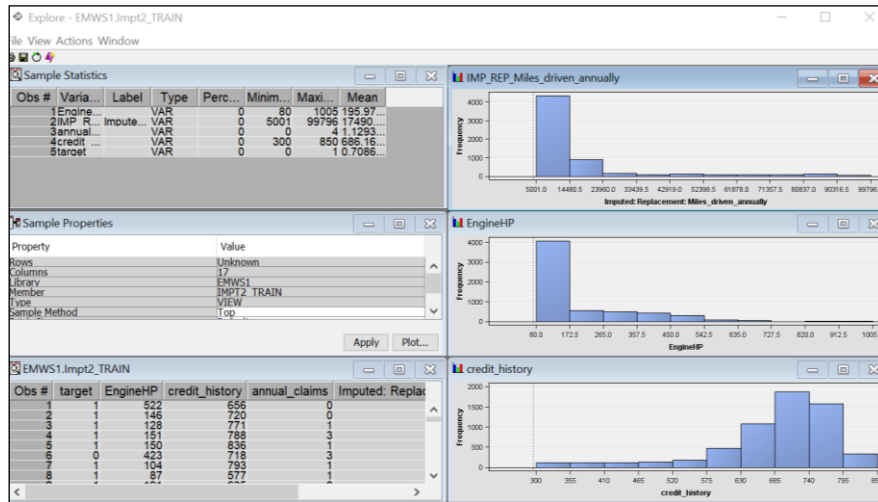 Explore - EMWS1.Impt2_TRAIN
File View Actions Window
Sample Statistics
Obs # Varia... Label Type Perc... Minim... Maxi... Mean
1 Engine... VAR 0 80 1005 195.97...
2 IMP_R... Impute... VAR 0 5001 99796 17490....
3 annual... VAR 0 0 4 1.1293...
4 credit_... VAR 0 300 850 686.16...
5 target VAR 0 0 1 0.7086...
Sample Properties
Property Value
Rows Unknown
Columns 17
Library EMWS1
Member IMPT2_TRAIN
Type VIEW
Sample Method Top
Apply Plot...
EMWS1.Impt2_TRAIN
Obs # target EngineHP credit_history annual_claims Imputed: Replac
1 1 522 656 0
2 1 146 720 0
3 1 128 771 1
4 1 151 788 3
5 1 150 836 1
6 0 423 718 3
7 1 104 793 1
8 1 87 577 1
IMP_REP_Miles_driven_annually
Frequency
4000
3000
2000
1000
0
5001.0 14480.5 23960.0 33439.5 42919.0 52398.5 61878.0 71357.5 80837.0 90316.5 99796
Imputed: Replacement: Miles_driven_annually
EngineHP
Frequency
4000
3000
2000
1000
0
80.0 172.5 265.0 357.5 450.0 542.5 635.0 727.5 820.0 912.5 1005
EngineHP
credit_history
Frequency
2000
1500
1000
500
0
300 355 410 465 520 575 630 685 740 795 85
credit_history